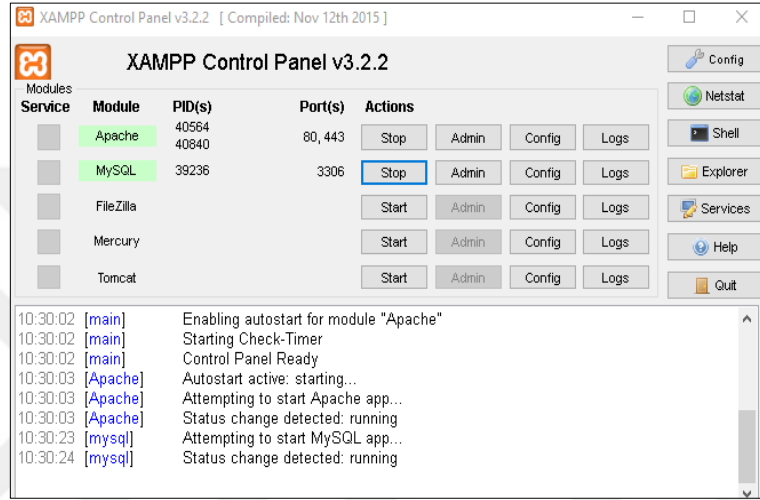 XAMPP Control Panel v3.2.2 [ Compiled: Nov 12th 2015 ]
XAMPP Control Panel v3.2.2
Config
Modules
Service Module PID(s) Port(s) Actions
Netstat
Apache 40564 40840 80, 443 Stop Admin Config Logs
Shell
MySQL 39236 3306 Stop Admin Config Logs
Explorer
FileZilla Start Admin Config Logs
Services
Mercury Start Admin Config Logs
Help
Tomcat Start Admin Config Logs
Quit
10:30:02 [main] Enabling autostart for module "Apache"
10:30:02 [main] Starting Check-Timer
10:30:02 [main] Control Panel Ready
10:30:03 [Apache] Autostart active: starting...
10:30:03 [Apache] Attempting to start Apache app...
10:30:03 [Apache] Status change detected: running
10:30:23 [mysql] Attempting to start MySQL app...
10:30:24 [mysql] Status change detected: running